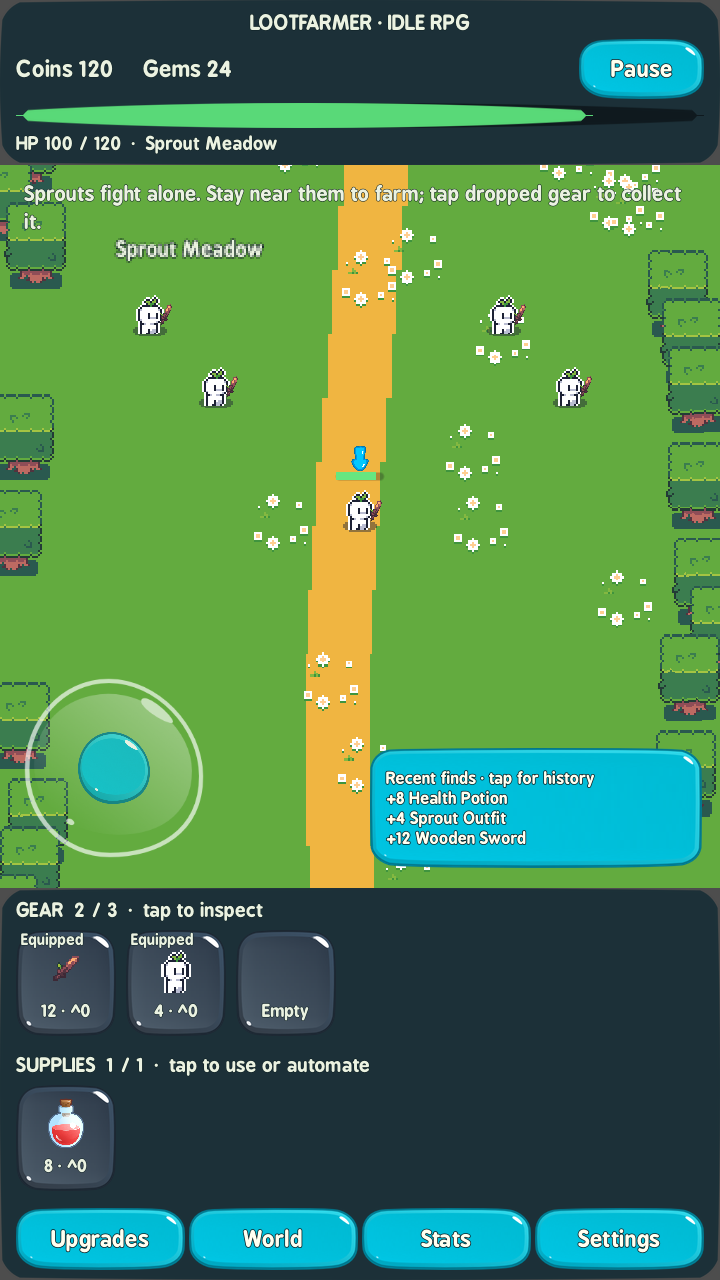 LOOTFARMER · IDLE RPG
Coins 120 Gems 24
Pause
HP 100 / 120 · Sprout Meadow
Sprouts fight alone. Stay near them to farm; tap dropped gear to collect
it.
Sprout Meadow
Recent finds · tap for history
+8 Health Potion
+4 Sprout Outfit
+12 Wooden Sword
GEAR 2 / 3 · tap to inspect
Equipped Equipped
12 · ^0 4 · ^0 Empty
SUPPLIES 1 / 1 · tap to use or automate
8 · ^0
Upgrades World Stats Settings